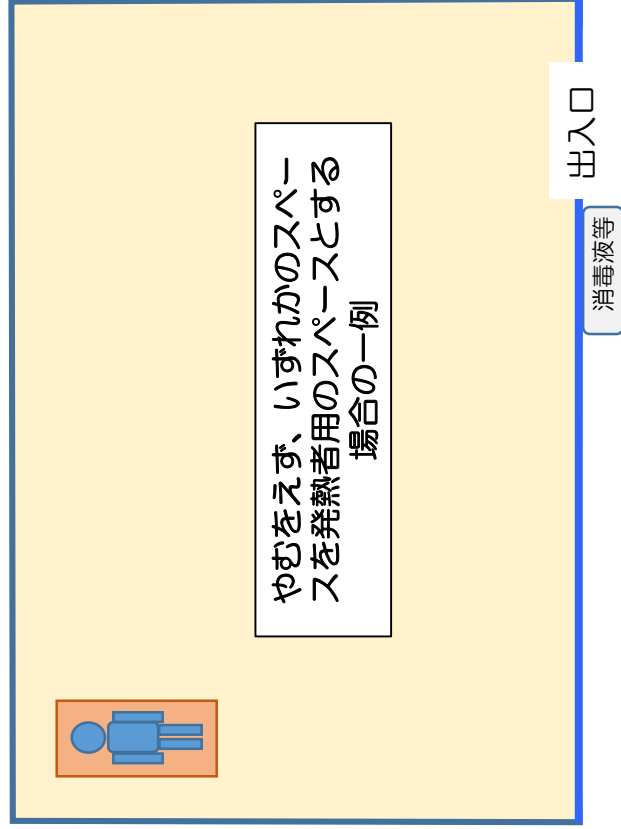 やむをえず、いずれかのスペー
スを発熱者用のスペースとする
場合の一例
出入口
消毒液等